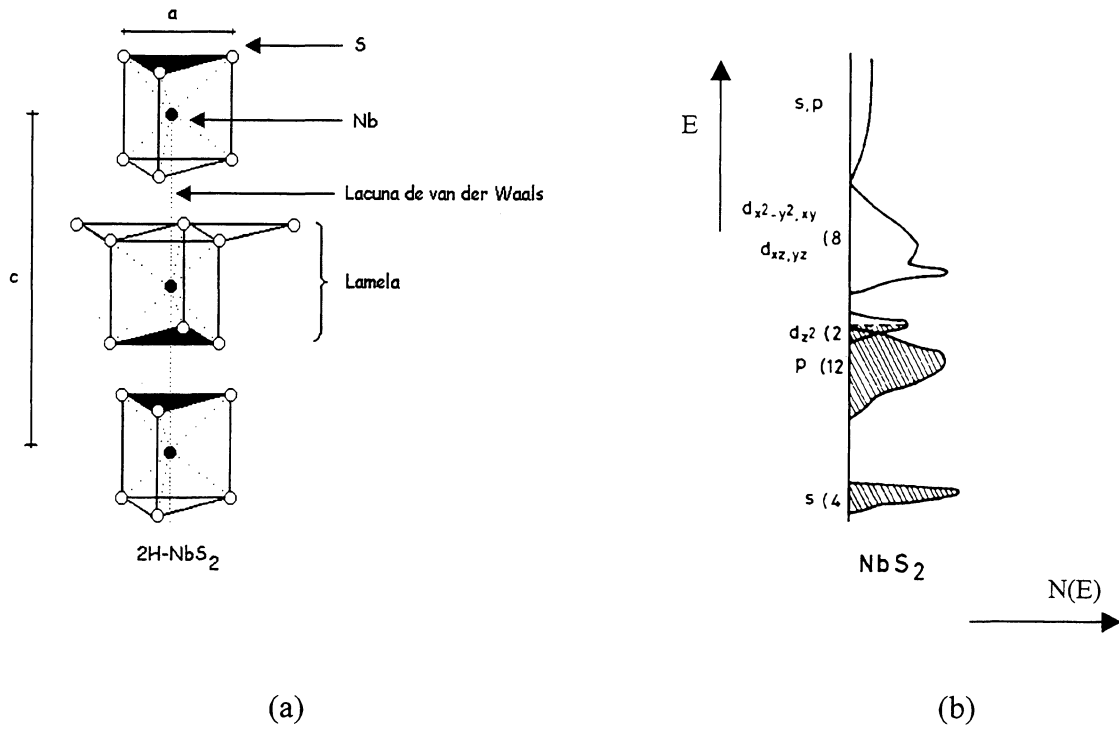 a
S
Nb
Lacuna de van der Waals
c
Lamela
2H-NbS2
(a)
E
s,p
dx²-y²,xy
(8
dxz,yz
dz² (2
p (12
s (4
NbS2
N(E)
(b)